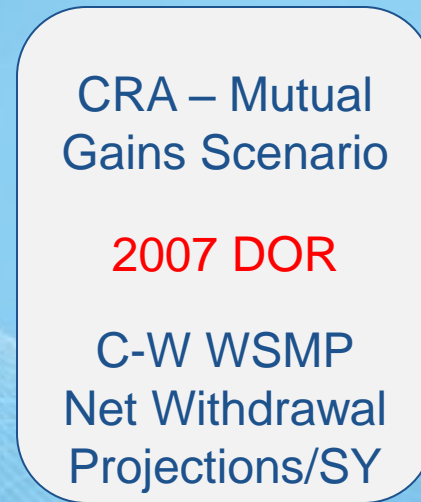 CRA – Mutual
Gains Scenario
2007 DOR
C-W WSMP
Net Withdrawal
Projections/SY